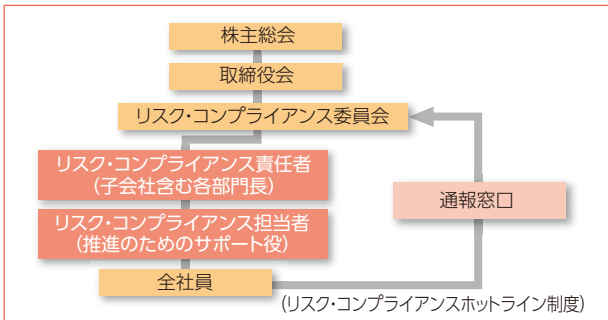 株主総会
取締役会
リスク・コンプライアンス委員会
リスク・コンプライアンス責任者
(子会社含む各部門長)
リスク・コンプライアンス担当者
(推進のためのサポート役)
通報窓口
全社員
(リスク・コンプライアンスホットライン制度)